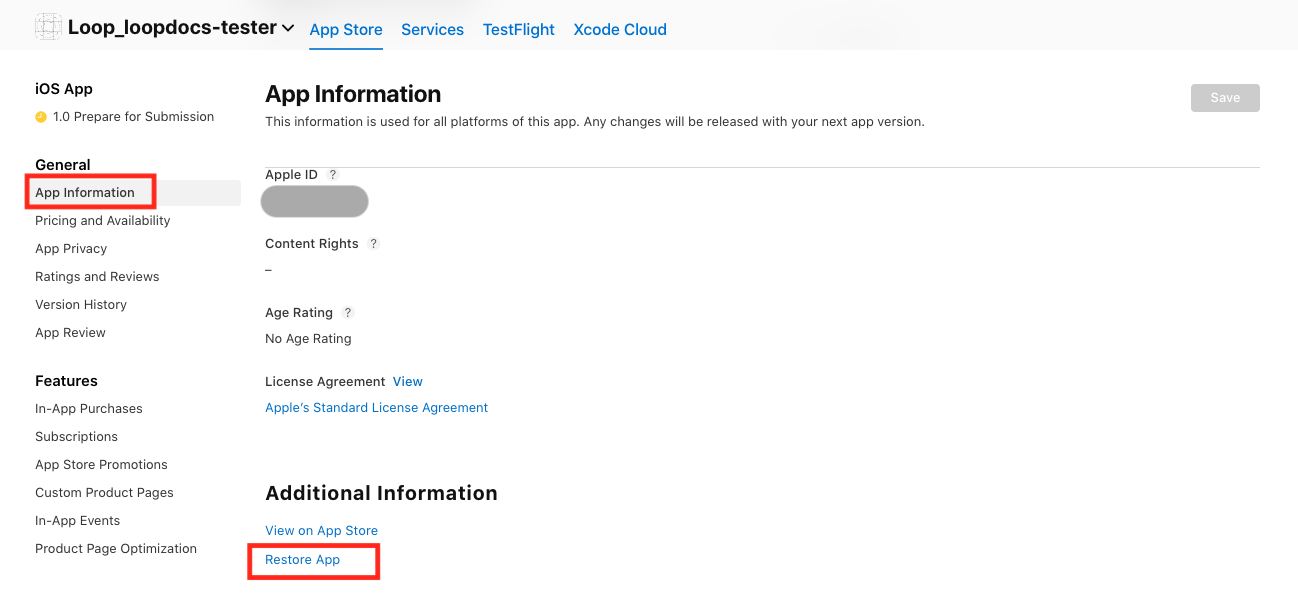 Loop_loopdocs-tester App Store Services TestFlight Xcode Cloud
iOS App
1.0 Prepare for Submission
General
App Information
Pricing and Availability
App Privacy
Ratings and Reviews
Version History
App Review
Features
In-App Purchases
Subscriptions
App Store Promotions
Custom Product Pages
In-App Events
Product Page Optimization
App Information
Save
This information is used for all platforms of this app. Any changes will be released with your next app version.
Apple ID ?
Content Rights ?
–
Age Rating ?
No Age Rating
License Agreement View
Apple’s Standard License Agreement
Additional Information
View on App Store
Restore App